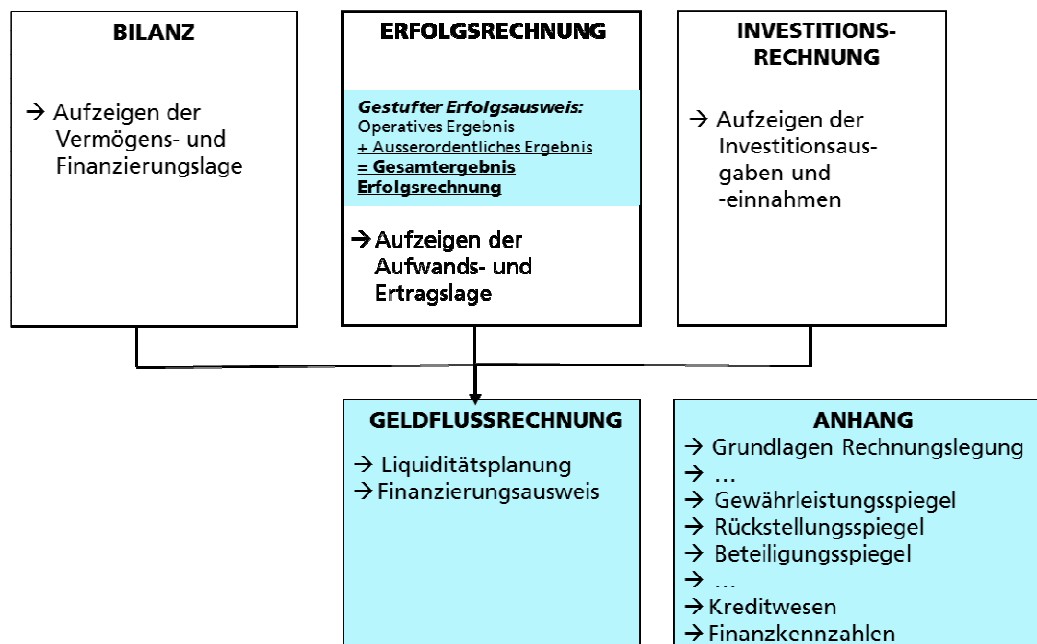 BILANZ
→ Aufzeigen der
Vermögens- und
Finanzierungslage
ERFOLGSRECHNUNG
Gestufter Erfolgsausweis:
Operatives Ergebnis
+ Ausserordentliches Ergebnis
= Gesamtergebnis
Erfolgsrechnung
→ Aufzeigen der
Aufwands- und
Ertragslage
INVESTITIONS-
RECHNUNG
→ Aufzeigen der
Investitionsaus-
gaben und
-einnahmen
GELDFLUSSRECHNUNG
→ Liquiditätsplanung
→ Finanzierungsausweis
ANHANG
→ Grundlagen Rechnungslegung
→ ...
→ Gewährleistungsspiegel
→ Rückstellungsspiegel
→ Beteiligungsspiegel
→ ...
→ Kreditwesen
→ Finanzkennzahlen